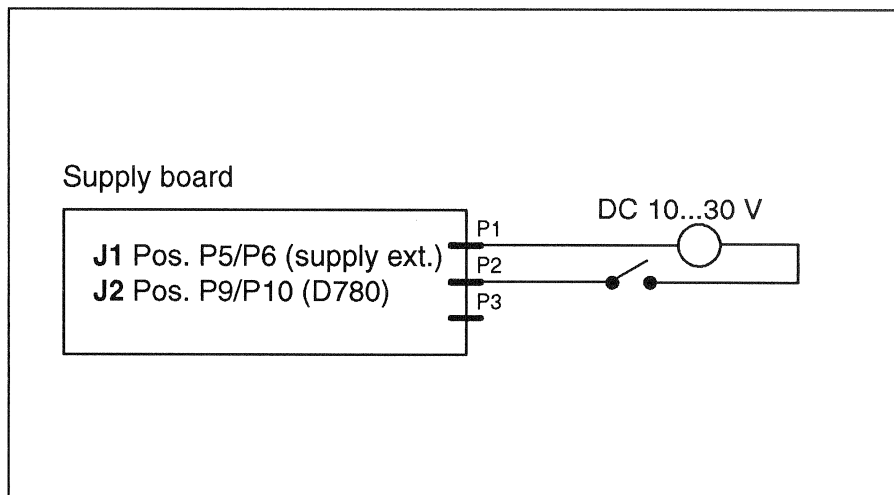 Supply board
DC 10...30 V
P1
J1 Pos. P5/P6 (supply ext.)
P2
J2 Pos. P9/P10 (D780)
P3